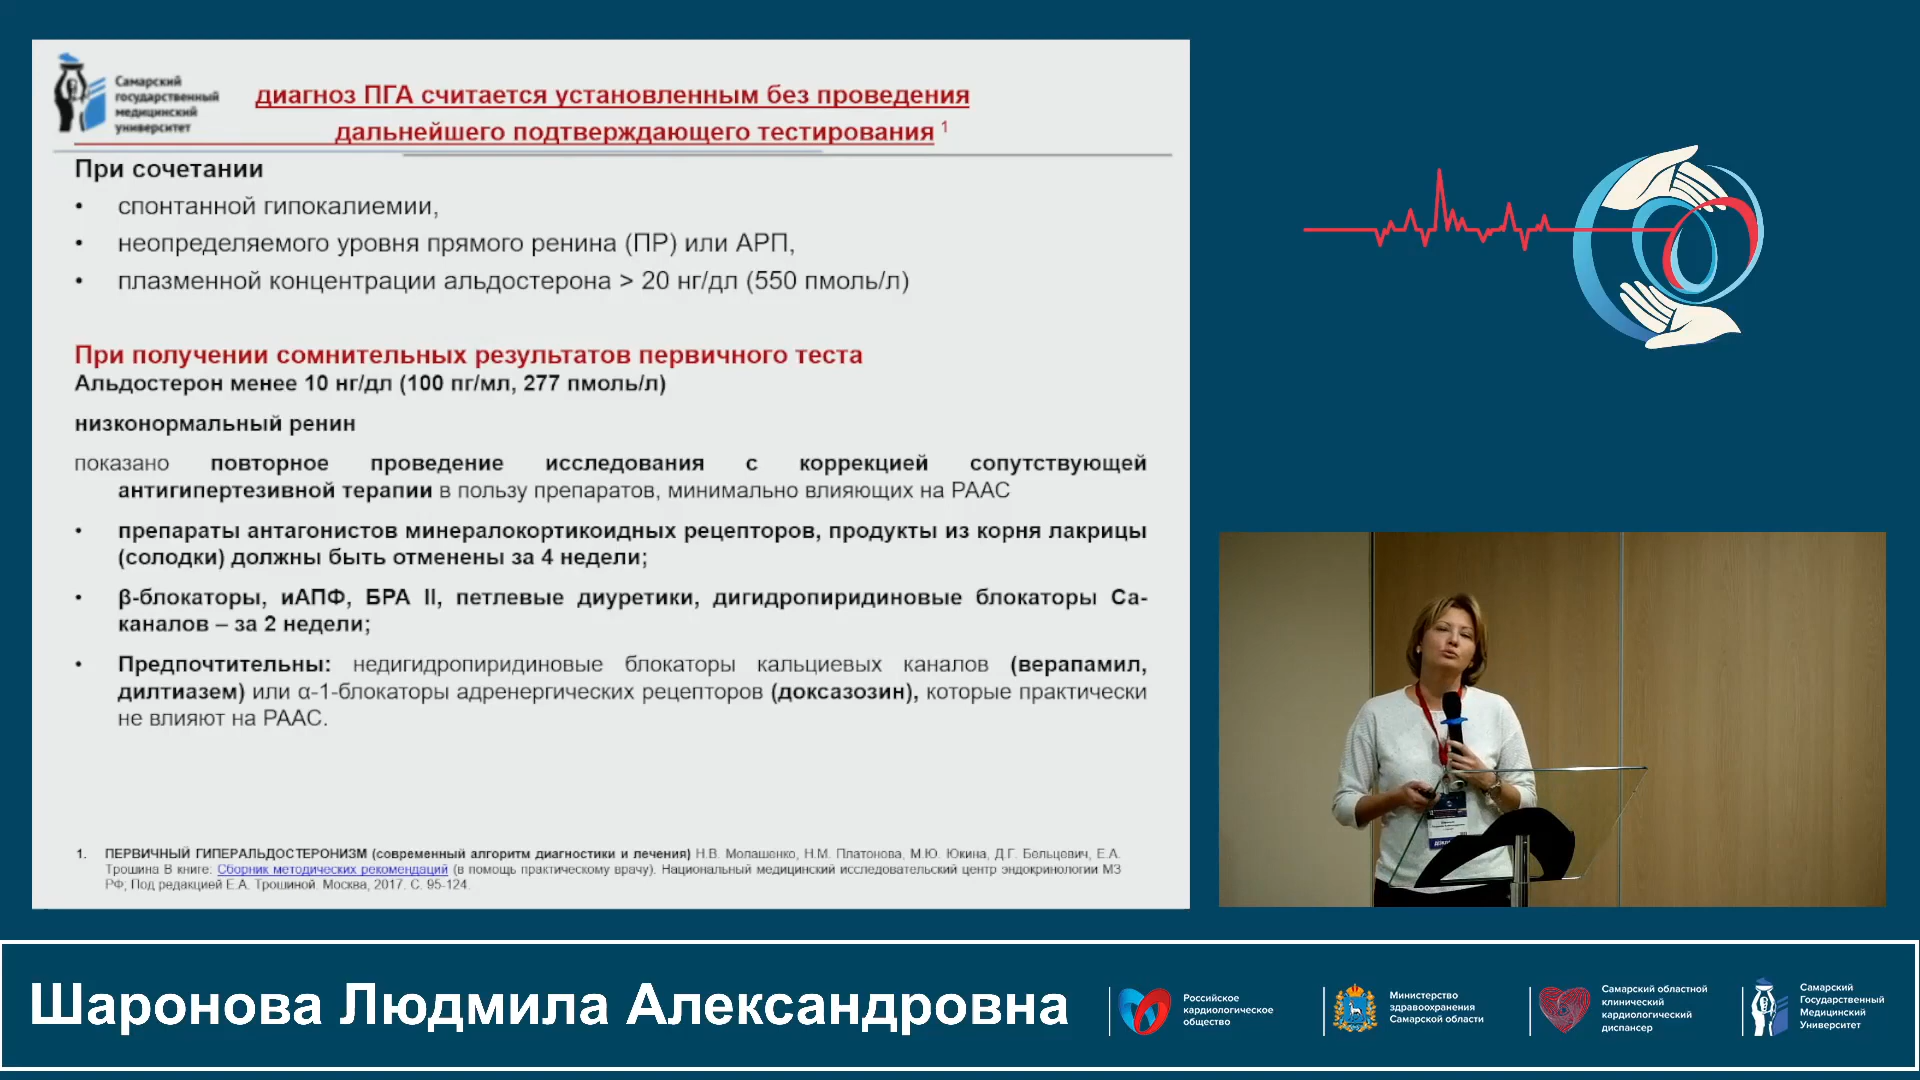 Самарский
государственный
медицинский
университет
диагноз ПГА считается установленным без проведения
дальнейшего подтверждающего тестирования 1
При сочетании
• спонтанной гипокалиемии,
• неопределяемого уровня прямого ренина (ПР) или АРП,
• плазменной концентрации альдостерона > 20 нг/дл (550 пмоль/л)
При получении сомнительных результатов первичного теста
Альдостерон менее 10 нг/дл (100 пг/мл, 277 пмоль/л)
низконормальный ренин
показано повторное проведение исследования с коррекцией сопутствующей
антигипертезивной терапии в пользу препаратов, минимально влияющих на РААС
• препараты антагонистов минералокортикоидных рецепторов, продукты из корня лакрицы
(солодки) должны быть отменены за 4 недели;
• β-блокаторы, иАПФ, БРА II, петлевые диуретики, дигидропиридиновые блокаторы Са-
каналов – за 2 недели;
• Предпочтительны: недигидропиридиновые блокаторы кальциевых каналов (верапамил,
дилтиазем) или α-1-блокаторы адренергических рецепторов (доксазозин), которые практически
не влияют на РААС.
1. ПЕРВИЧНЫЙ ГИПЕРАЛЬДОСТЕРОНИЗМ (современный алгоритм диагностики и лечения) Н.В. Молашенко, Н.М. Платонова, М.Ю. Юкина, Д.Г. Бельцевич, Е.А.
Трошина В книге: Сборник методических рекомендаций (в помощь практическому врачу). Национальный медицинский исследовательский центр эндокринологии МЗ
РФ, Под редакцией Е.А. Трошиной. Москва, 2017. С. 95-124.
Шаронова Людмила Александровна
Российское
кардиологическое
общество
Министерство
здравоохранения
Самарской области
Самарский областной
клинический
кардиологический
диспансер
Самарский
Государственный
Медицинский
Университет